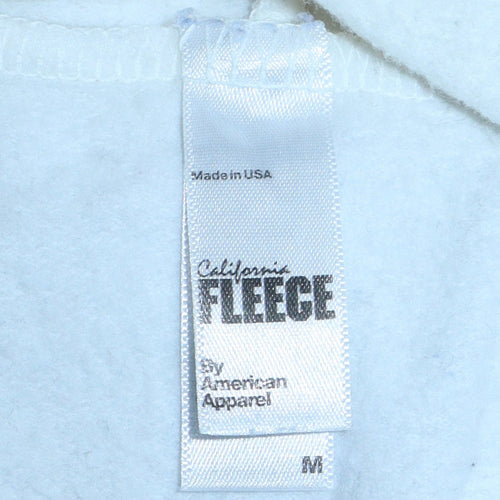 Made in USA
California
FLEECE
By
American
Apparel
M